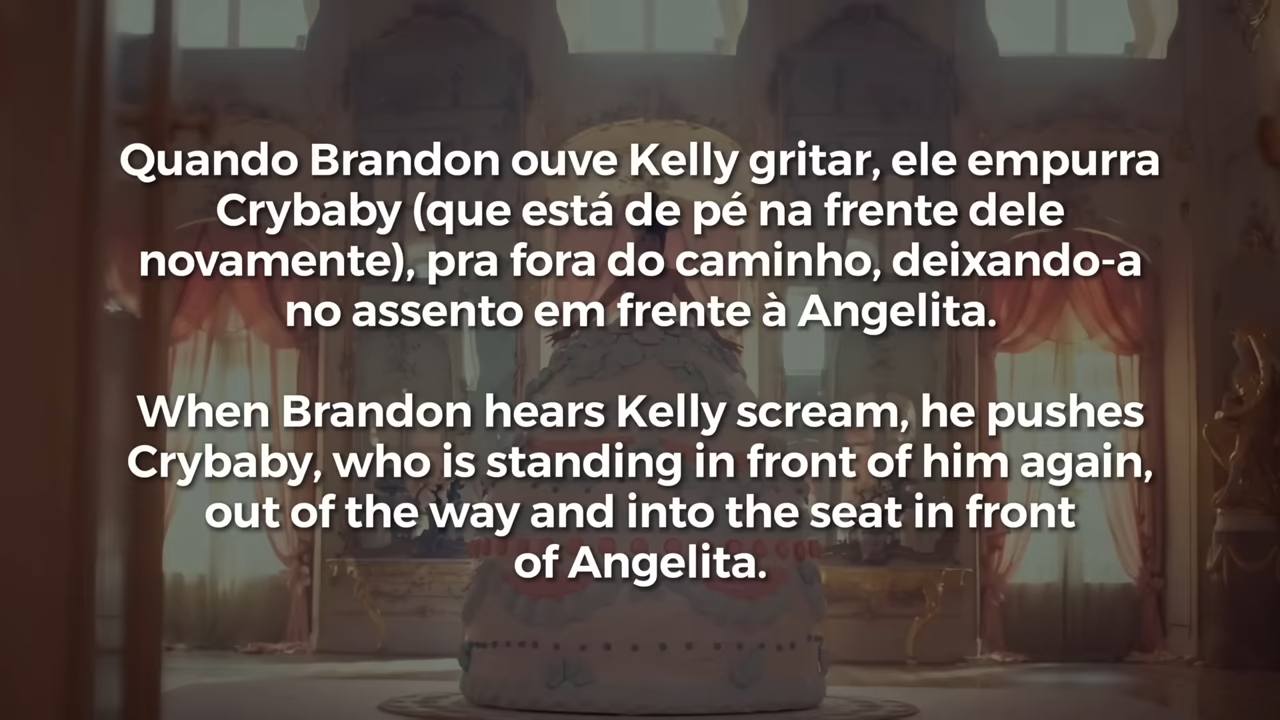 Quando Brandon ouve Kelly gritar, ele empurra
Crybaby (que está de pé na frente dele
novamente), pra fora do caminho, deixando-a
no assento em frente à Angelita.
When Brandon hears Kelly scream, he pushes
Crybaby, who is standing in front of him again,
out of the way and into the seat in front
of Angelita.